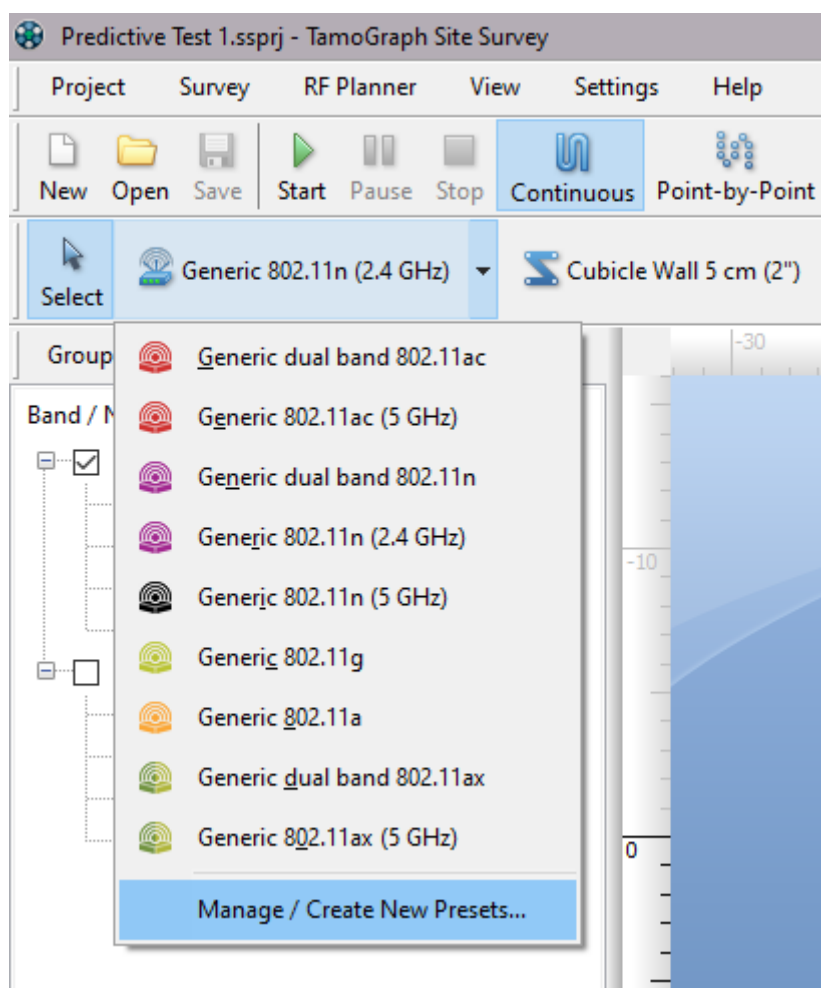 Predictive Test 1.ssprj - TamoGraph Site Survey
Project Survey RF Planner View Settings Help
New Open Save Start Pause Stop Continuous Point-by-Point
Select Generic 802.11n (2.4 GHz) Cubicle Wall 5 cm (2")
Group
-30
Band / N
Generic dual band 802.11ac
Generic 802.11ac (5 GHz)
Generic dual band 802.11n
Generic 802.11n (2.4 GHz)
-10
Generic 802.11n (5 GHz)
Generic 802.11g
Generic 802.11a
Generic dual band 802.11ax
Generic 802.11ax (5 GHz)
0
Manage / Create New Presets...